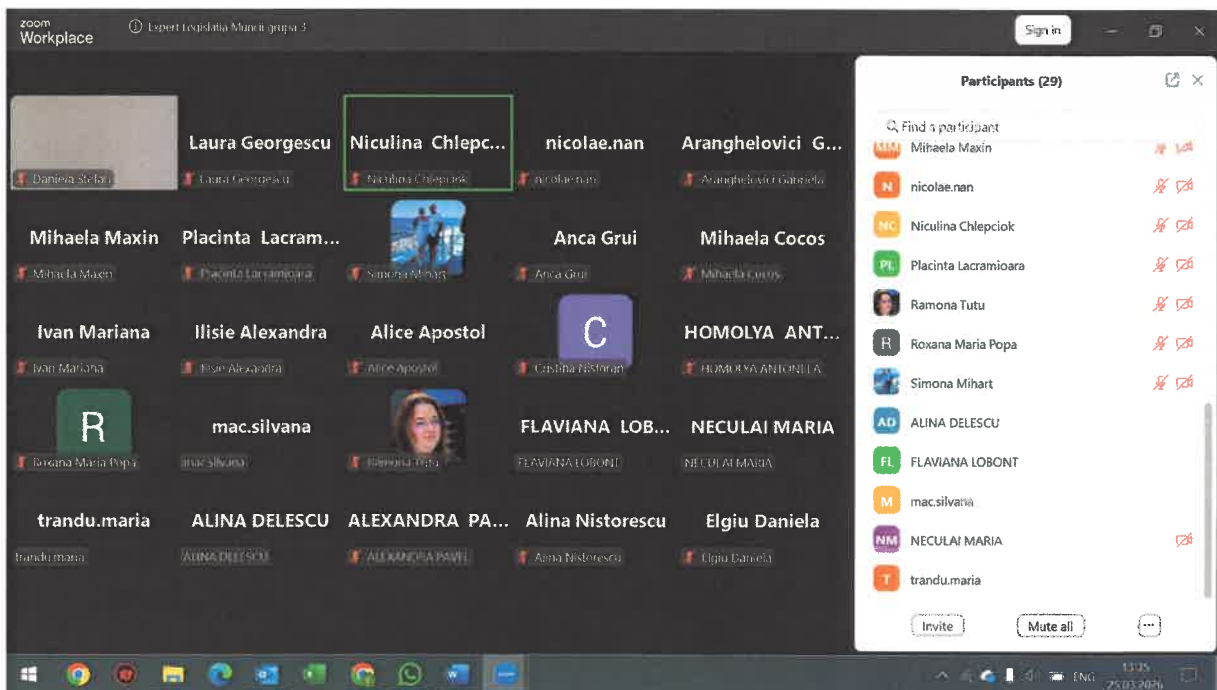 zoom
Workplace
Expert Legislatia Muncii grupa 3
Sign in
Laura Georgescu
Niculina Chlepc...
nicolae.nan
Aranghelovici G...
Daniela Stefan
Laura Georgescu
Niculina Chlepciok
nicolae.nan
Aranghelovici Gabriela
Mihaela Maxin
Placinta Lacram...
Anca Grui
Mihaela Cocos
Mihaela Maxin
Placinta Lacramioara
Simona Mihart
Anca Grui
Mihaela Cocos
Ivan Mariana
Ilisie Alexandra
Alice Apostol
C
HOMOLYA ANT...
Ivan Mariana
Ilisie Alexandra
Alice Apostol
Cristina Nistoran
HOMOLYA ANTONELA
R
mac.silvana
FLAVIANA LOB...
NECULAI MARIA
Roxana Maria Popa
mac.silvana
Ramona Tutu
FLAVIANA LOBONT
NECULAI MARIA
trandu.maria
ALINA DELESCU
ALEXANDRA PA...
Alina Nistorescu
Elgiu Daniela
trandu.maria
ALINA DELESCU
ALEXANDRA PAVEL
Alina Nistorescu
Elgiu Daniela
Participants (29)
Find a participant
MM Mihaela Maxin
N nicolae.nan
NC Niculina Chlepciok
PL Placinta Lacramioara
Ramona Tutu
R Roxana Maria Popa
Simona Mihart
AD ALINA DELESCU
FL FLAVIANA LOBONT
M mac.silvana
NM NECULAI MARIA
T trandu.maria
Invite
Mute all
ENG
25.03.2026